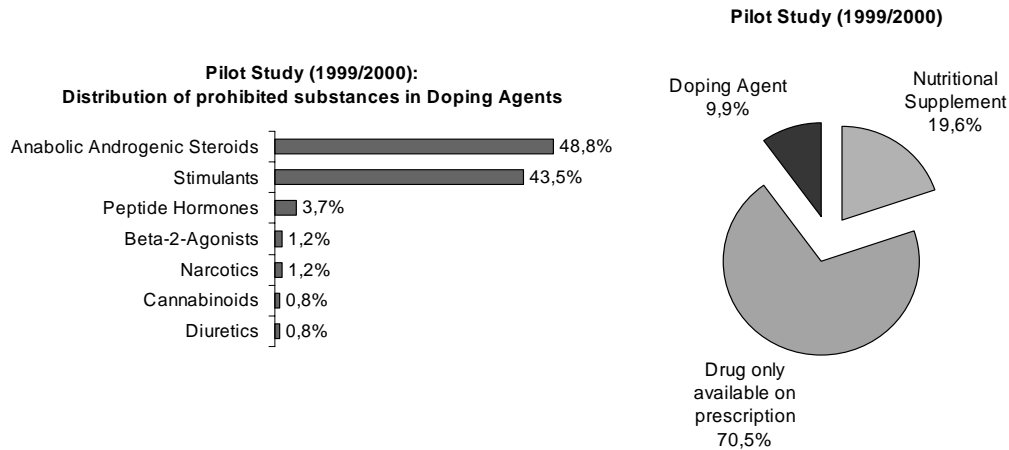 Pilot Study (1999/2000):
Distribution of prohibited substances in Doping Agents
Anabolic Androgenic Steroids 48,8%
Stimulants 43,5%
Peptide Hormones 3,7%
Beta-2-Agonists 1,2%
Narcotics 1,2%
Cannabinoids 0,8%
Diuretics 0,8%
Pilot Study (1999/2000)
Doping Agent
9,9%
Nutritional
Supplement
19,6%
Drug only
available on
prescription
70,5%